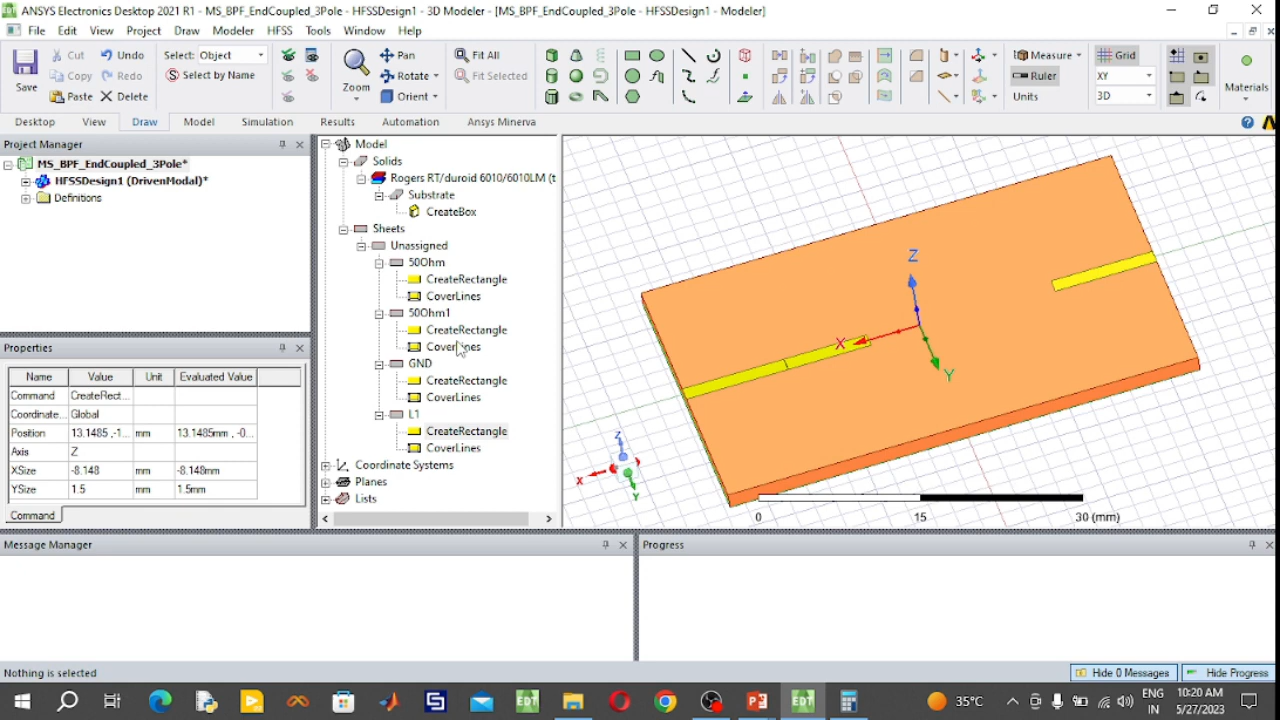 ANSYS Electronics Desktop 2021 R1 - MS_BPF_EndCoupled_3Pole - HFSSDesign1 - 3D Modeler - [MS_BPF_EndCoupled_3Pole - HFSSDesign1 - Modeler]
File Edit View Project Draw Modeler HFSS Tools Window Help
Save
Cut
Copy
Paste
Undo
Redo
Delete
Select: Object
Select by Name
Zoom
Pan
Rotate
Orient
Fit All
Fit Selected
Measure
Ruler
Units
Grid
XY
3D
Materials
Desktop View Draw Model Simulation Results Automation Ansys Minerva
Project Manager
MS_BPF_EndCoupled_3Pole*
HFSSDesign1 (DrivenModal)*
Definitions
Properties
Name Value Unit Evaluated Value
Command CreateRect...
Coordinate... Global
Position 13.1485 ,-1... mm 13.1485mm , -0...
Axis Z
XSize -8.148 mm -8.148mm
YSize 1.5 mm 1.5mm
Command
Model
Solids
Rogers RT/duroid 6010/6010LM (t
Substrate
CreateBox
Sheets
Unassigned
50Ohm
CreateRectangle
CoverLines
50Ohm1
CreateRectangle
CoverLines
GND
CreateRectangle
CoverLines
L1
CreateRectangle
CoverLines
Coordinate Systems
Planes
Lists
Z
X
Y
Z
X
Y
0 15 30 (mm)
Message Manager
Progress
Nothing is selected
Hide 0 Messages
Hide Progress
EDT
EDT
35°C
ENG
IN
10:20 AM
5/27/2023